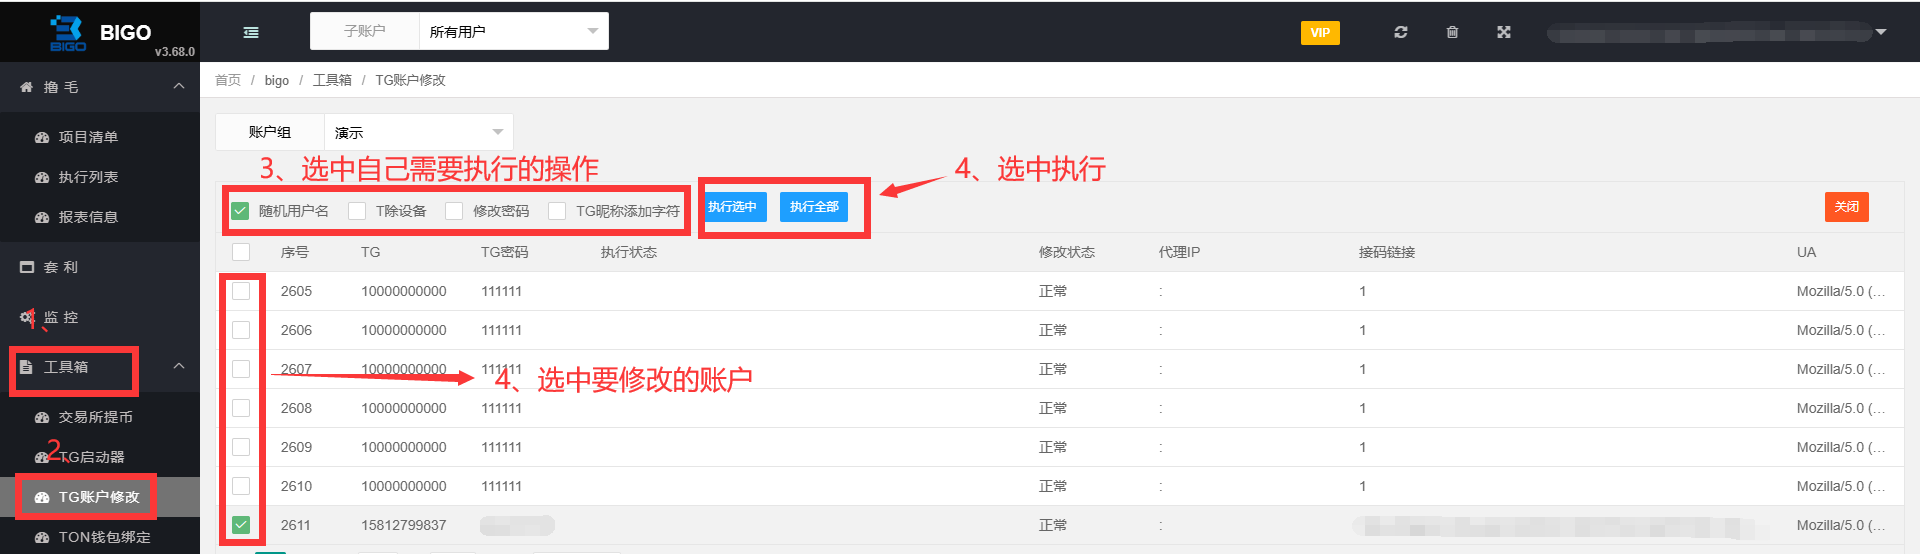 BIGO
BIGO
v3.68.0
子账户
所有用户
VIP
撸 毛
首页 / bigo / 工具箱 / TG账户修改
项目清单
执行列表
报表信息
账户组
演示
3、选中自己需要执行的操作
4、选中执行
随机用户名
T除设备
修改密码
TG昵称添加字符
执行选中
执行全部
关闭
序号 TG TG密码 执行状态 修改状态 代理IP 接码链接 UA
2605 10000000000 111111 正常 : 1 Mozilla/5.0 (...
2606 10000000000 111111 正常 : 1 Mozilla/5.0 (...
2607 10000000000 111111 正常 : 1 Mozilla/5.0 (...
4、选中要修改的账户
2608 10000000000 111111 正常 : 1 Mozilla/5.0 (...
2609 10000000000 111111 正常 : 1 Mozilla/5.0 (...
2610 10000000000 111111 正常 : 1 Mozilla/5.0 (...
2611 15812799837 正常 : Mozilla/5.0 (...
套 利
1、
监 控
工具箱
交易所提币
2、
TG启动器
TG账户修改
TON钱包绑定